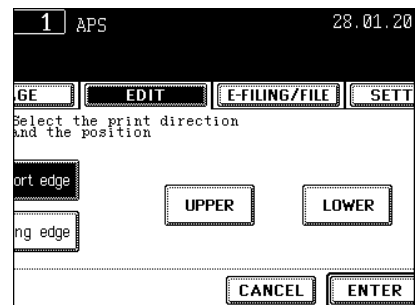 1 APS 28.01.20
.GE EDIT E-FILING/FILE SETT
Select the print direction
and the position
ort edge
UPPER LOWER
ng edge
CANCEL ENTER